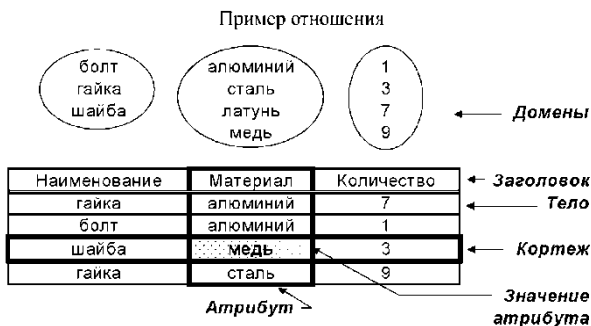 Пример отношения
болт алюминий 1
гайка сталь 3
шайба латунь 7
медь 9
Домены
Наименование Материал Количество Заголовок
гайка алюминий 7 Тело
болт алюминий 1
шайба медь 3 Кортеж
гайка сталь 9
Атрибут Значение
атрибута